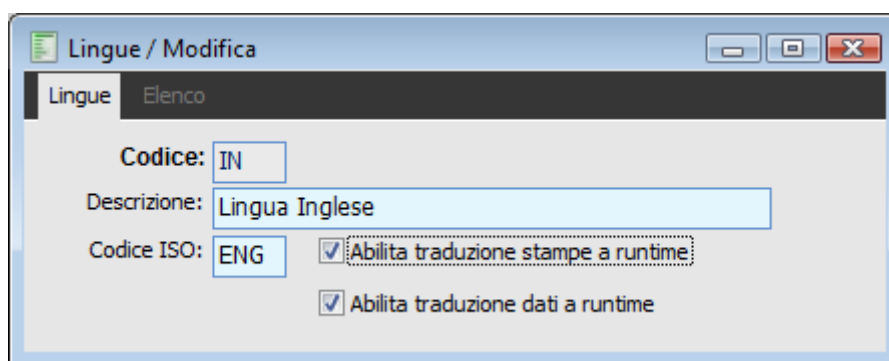 Lingue / Modifica
Lingue Elenco
Codice: IN
Descrizione: Lingua Inglese
Codice ISO: ENG Abilita traduzione stampe a runtime
Abilita traduzione dati a runtime